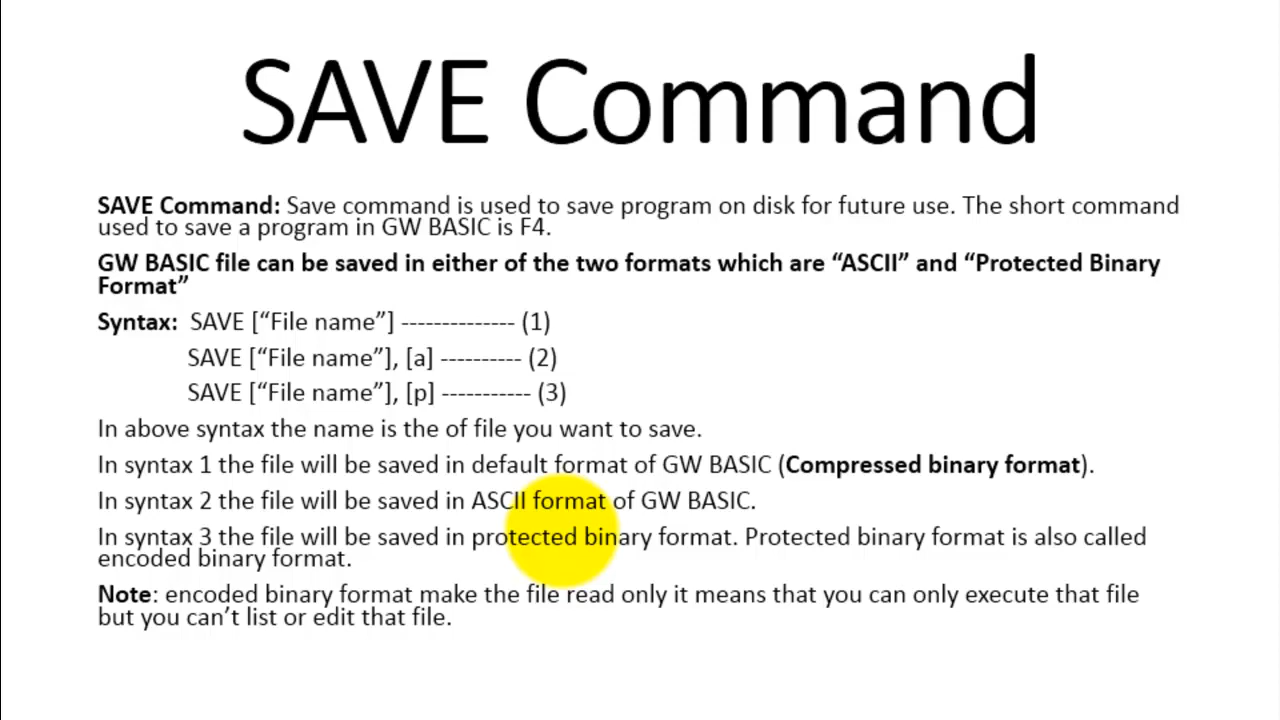 SAVE Command
SAVE Command: Save command is used to save program on disk for future use. The short command
used to save a program in GW BASIC is F4.
GW BASIC file can be saved in either of the two formats which are “ASCII” and “Protected Binary
Format”
Syntax: SAVE [“File name”] -------------- (1)
SAVE [“File name”], [a] ---------- (2)
SAVE [“File name”], [p] ----------- (3)
In above syntax the name is the of file you want to save.
In syntax 1 the file will be saved in default format of GW BASIC (Compressed binary format).
In syntax 2 the file will be saved in ASCII format of GW BASIC.
In syntax 3 the file will be saved in protected binary format. Protected binary format is also called
encoded binary format.
Note: encoded binary format make the file read only it means that you can only execute that file
but you can’t list or edit that file.